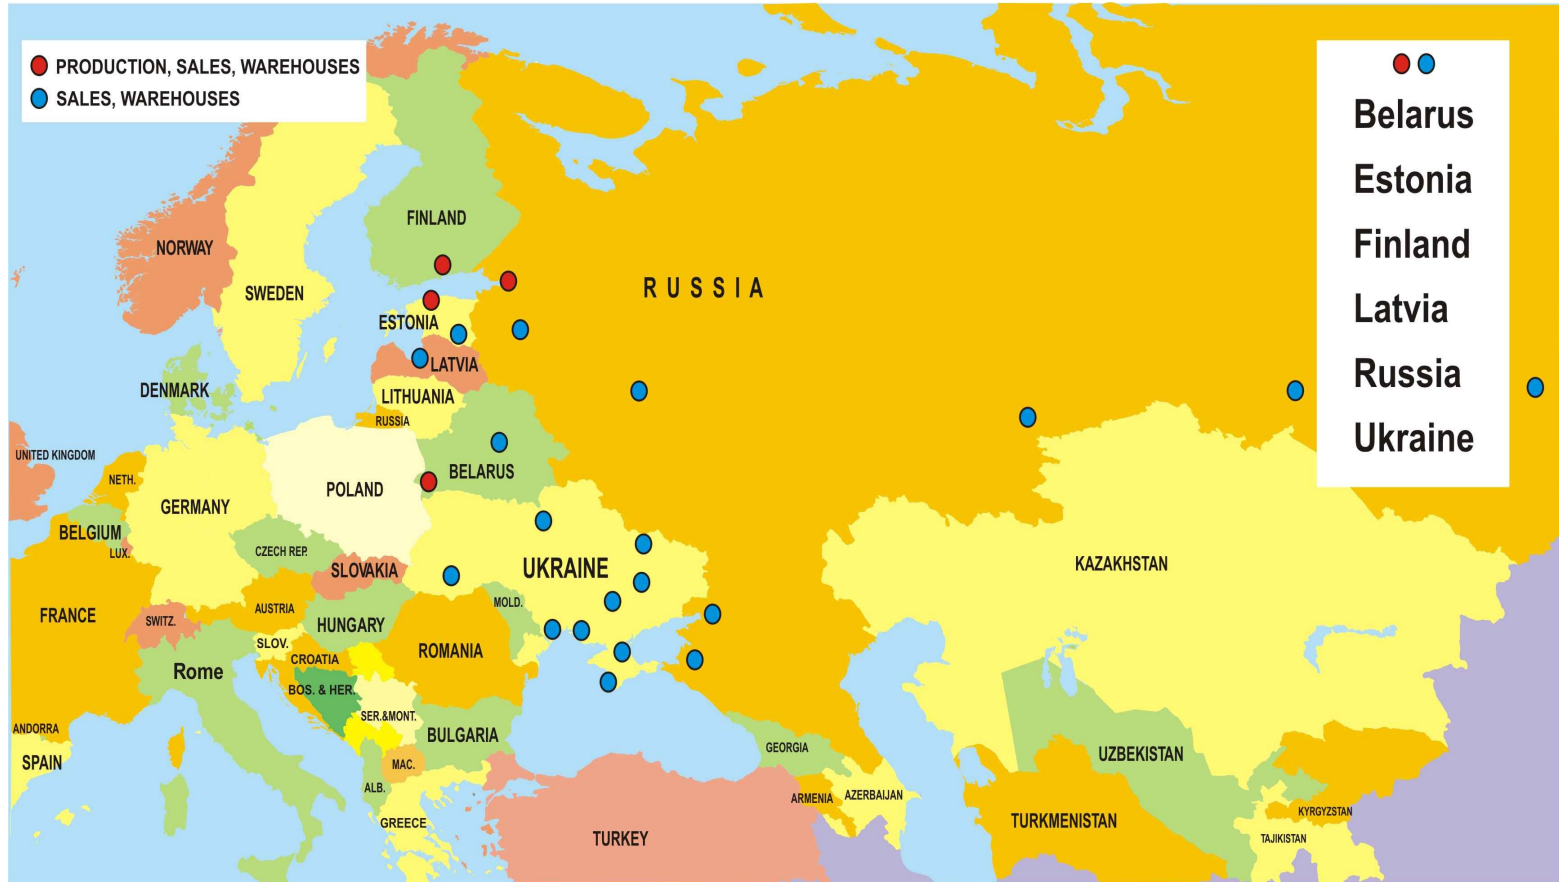 PRODUCTION, SALES, WAREHOUSES
SALES, WAREHOUSES
Belarus
Estonia
Finland
Latvia
Russia
Ukraine
FINLAND
NORWAY
SWEDEN
RUSSIA
ESTONIA
LATVIA
DENMARK
LITHUANIA
RUSSIA
UNITED KINGDOM
NETH.
BELARUS
POLAND
GERMANY
BELGIUM
LUX.
CZECH REP.
SLOVAKIA
UKRAINE
KAZAKHSTAN
FRANCE
SWITZ.
AUSTRIA
HUNGARY
MOLD.
SLOV.
CROATIA
ROMANIA
Rome
BOS. & HER.
SER.&MONT.
ANDORRA
SPAIN
BULGARIA
MAC.
ALB.
GREECE
GEORGIA
ARMENIA
AZERBAIJAN
TURKEY
UZBEKISTAN
TURKMENISTAN
KYRGYZSTAN
TAJIKISTAN